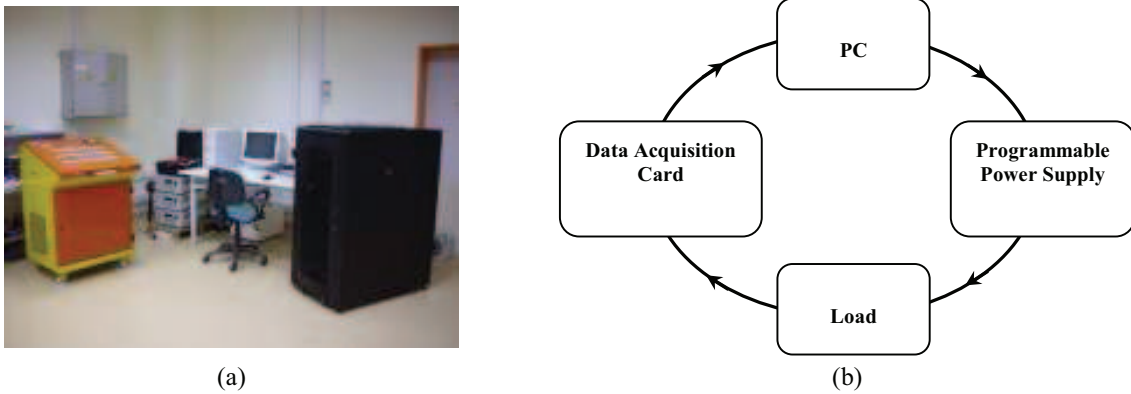 PC
Data Acquisition
Card
Programmable
Power Supply
Load
(a)
(b)